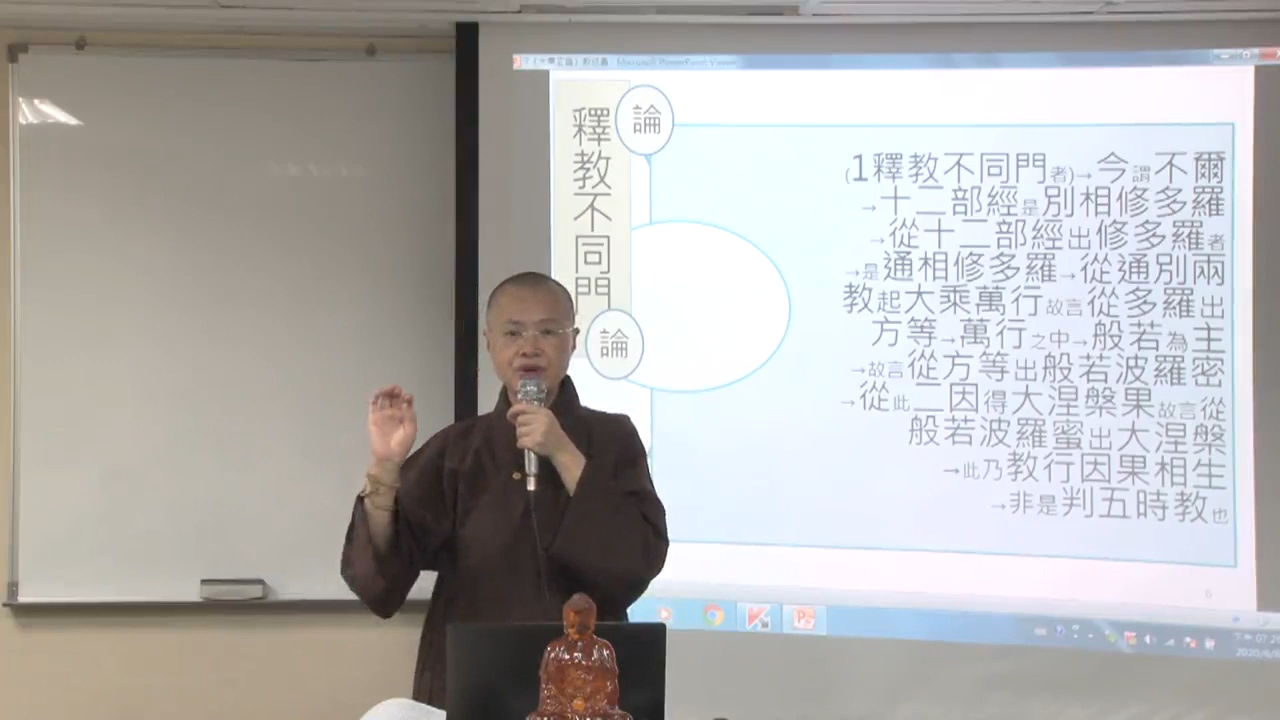 釋教不同門
論
論
(1釋教不同門者)→今謂不爾
→十二部經是別相修多羅
→從十二部經出修多羅者
→是通相修多羅→從通別兩
教起大乘萬行故言從多羅出
方等→萬行之中→般若為主
→故言從方等出般若波羅密
→從此二因得大涅槃果故言從
般若波羅蜜出大涅槃
→此乃教行因果相生
→非是判五時教也
6